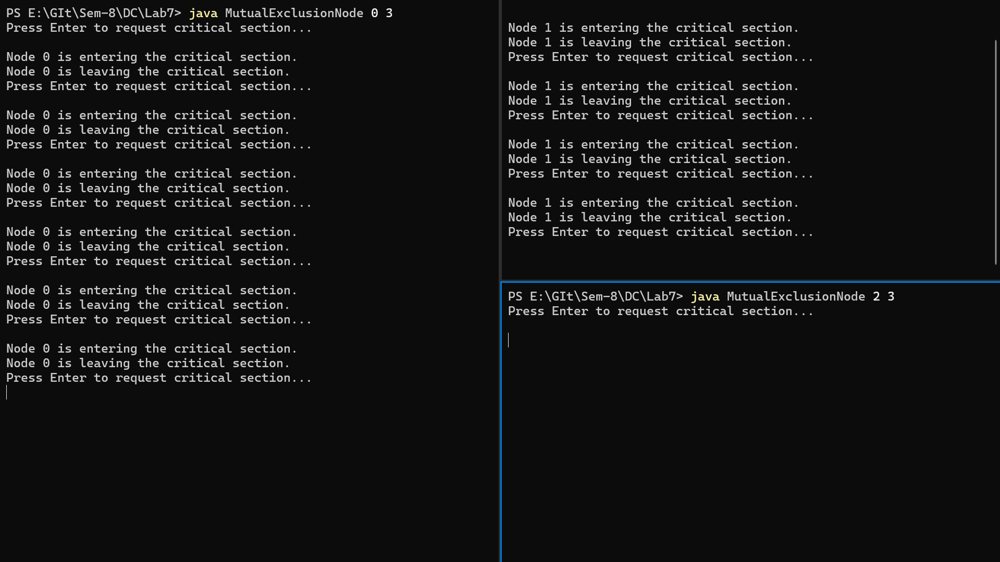 PS E:\GIt\Sem-8\DC\Lab7> java MutualExclusionNode 0 3
Press Enter to request critical section...
Node 0 is entering the critical section.
Node 0 is leaving the critical section.
Press Enter to request critical section...
Node 0 is entering the critical section.
Node 0 is leaving the critical section.
Press Enter to request critical section...
Node 0 is entering the critical section.
Node 0 is leaving the critical section.
Press Enter to request critical section...
Node 0 is entering the critical section.
Node 0 is leaving the critical section.
Press Enter to request critical section...
Node 0 is entering the critical section.
Node 0 is leaving the critical section.
Press Enter to request critical section...
Node 0 is entering the critical section.
Node 0 is leaving the critical section.
Press Enter to request critical section...
Node 1 is entering the critical section.
Node 1 is leaving the critical section.
Press Enter to request critical section...
Node 1 is entering the critical section.
Node 1 is leaving the critical section.
Press Enter to request critical section...
Node 1 is entering the critical section.
Node 1 is leaving the critical section.
Press Enter to request critical section...
Node 1 is entering the critical section.
Node 1 is leaving the critical section.
Press Enter to request critical section...
PS E:\GIt\Sem-8\DC\Lab7> java MutualExclusionNode 2 3
Press Enter to request critical section...